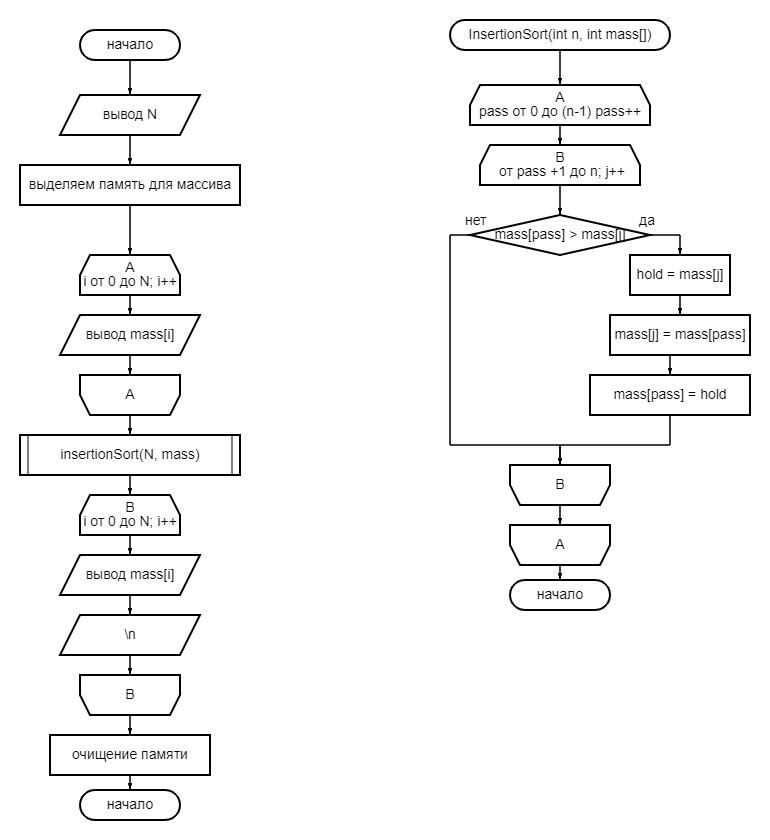 начало
вывод N
выделяем память для массива
A
i от 0 до N; i++
вывод mass[i]
A
insertionSort(N, mass)
B
i от 0 до N; i++
вывод mass[i]
\n
B
очищение памяти
начало
InsertionSort(int n, int mass[])
A
pass от 0 до (n-1) pass++
B
от pass +1 до n; j++
нет
да
mass[pass] > mass[j]
hold = mass[j]
mass[j] = mass[pass]
mass[pass] = hold
B
A
начало